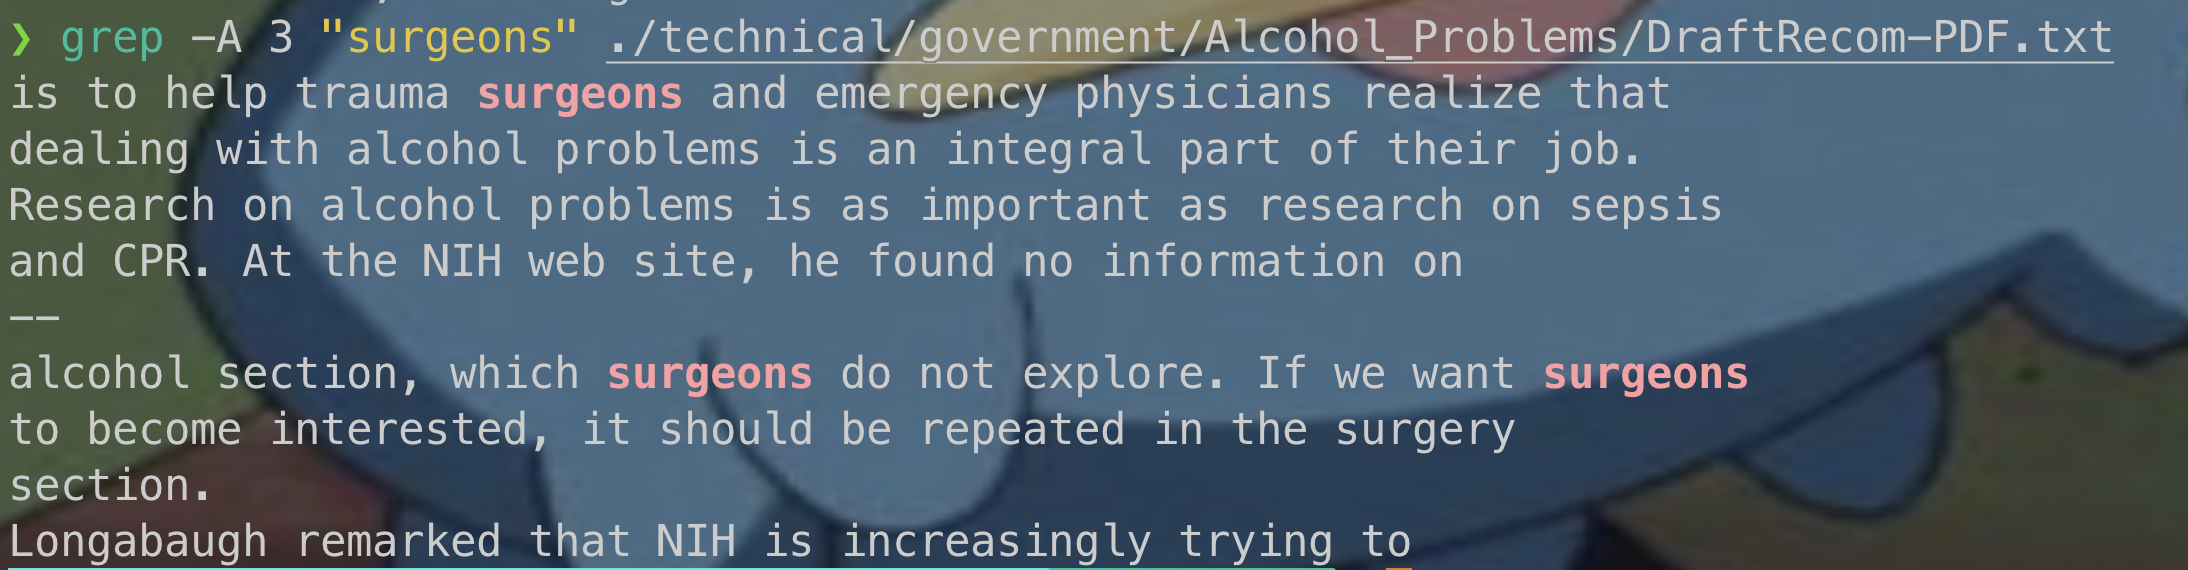 ❯ grep -A 3 "surgeons" ./technical/government/Alcohol_Problems/DraftRecom-PDF.txt
is to help trauma surgeons and emergency physicians realize that
dealing with alcohol problems is an integral part of their job.
Research on alcohol problems is as important as research on sepsis
and CPR. At the NIH web site, he found no information on
--
alcohol section, which surgeons do not explore. If we want surgeons
to become interested, it should be repeated in the surgery
section.
Longabaugh remarked that NIH is increasingly trying to